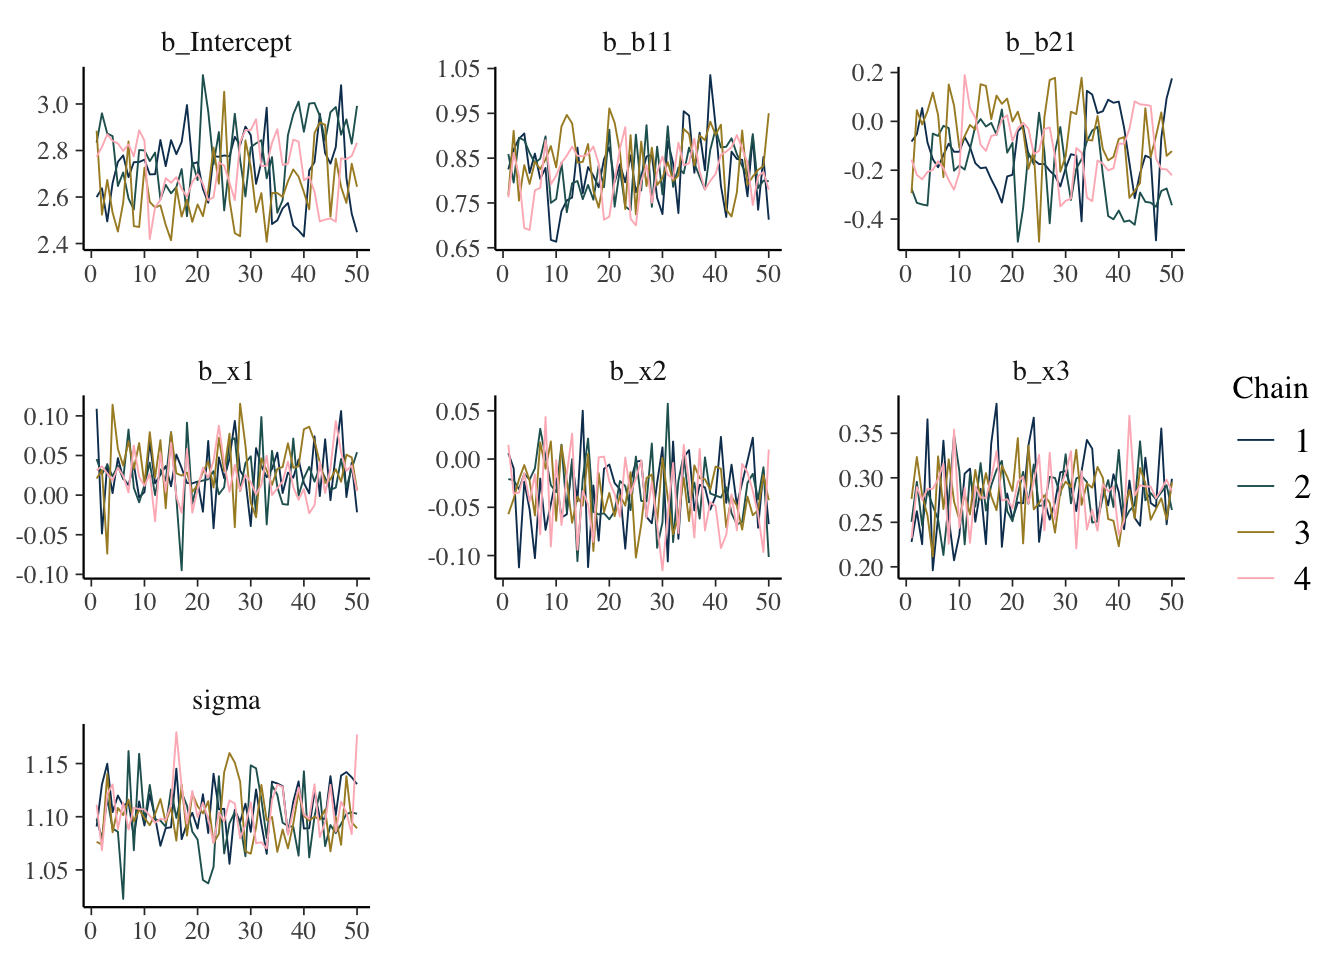 b_Intercept
3.0
2.8
2.6
2.4
0 10 20 30 40 50
b_b11
1.05
0.95
0.85
0.75
0.65
0 10 20 30 40 50
b_b21
0.2
0.0
-0.2
-0.4
0 10 20 30 40 50
b_x1
0.10
0.05
0.00
-0.05
-0.10
0 10 20 30 40 50
b_x2
0.05
0.00
-0.05
-0.10
0 10 20 30 40 50
b_x3
0.35
0.30
0.25
0.20
0 10 20 30 40 50
Chain
1
2
3
4
sigma
1.15
1.10
1.05
0 10 20 30 40 50